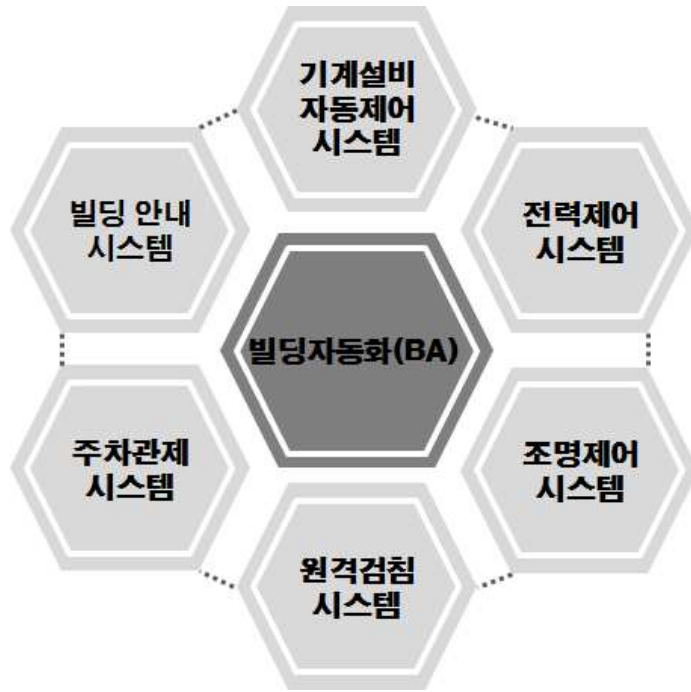 기계설비
자동제어
시스템
빌딩 안내
시스템
전력제어
시스템
빌딩자동화(BA)
주차관제
시스템
조명제어
시스템
원격검침
시스템